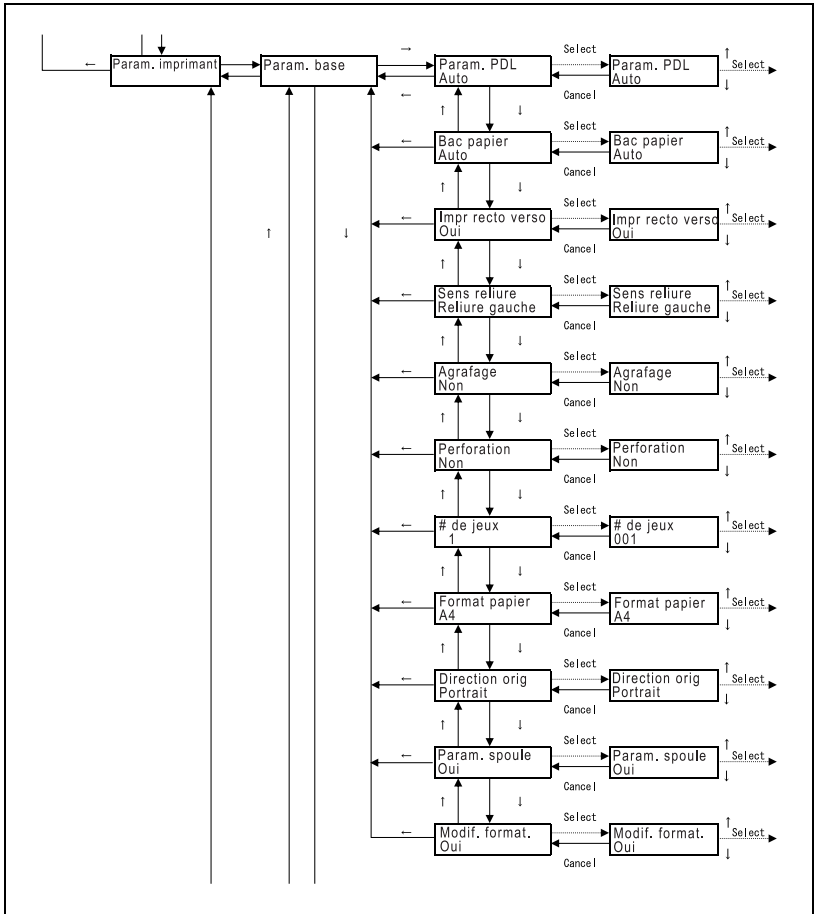 → Select ↑
← Param. imprimant Param. base Param. PDL Param. PDL Select
Auto Auto
← Cancel ↓
↑ ↓ Select ↑
← Bac papier Bac papier Select
Auto Auto
Cancel ↓
↑ ↓ Select ↑
← Impr recto verso Impr recto verso Select
Oui Oui
↑ ↓ Cancel ↓
↑ ↓ Select ↑
← Sens reliure Sens reliure Select
Reliure gauche Reliure gauche
Cancel ↓
↑ ↓ Select ↑
← Agrafage Agrafage Select
Non Non
Cancel ↓
↑ ↓ Select ↑
← Perforation Perforation Select
Non Non
Cancel ↓
↑ ↓ Select ↑
← # de jeux # de jeux Select
1 001
Cancel ↓
↑ ↓ Select ↑
← Format papier Format papier Select
A4 A4
Cancel ↓
↑ ↓ Select ↑
← Direction orig Direction orig Select
Portrait Portrait
Cancel ↓
↑ ↓ Select ↑
← Param. spoule Param. spoule Select
Oui Oui
Cancel ↓
↑ ↓ Select ↑
← Modif. format. Modif. format. Select
Oui Oui
Cancel ↓